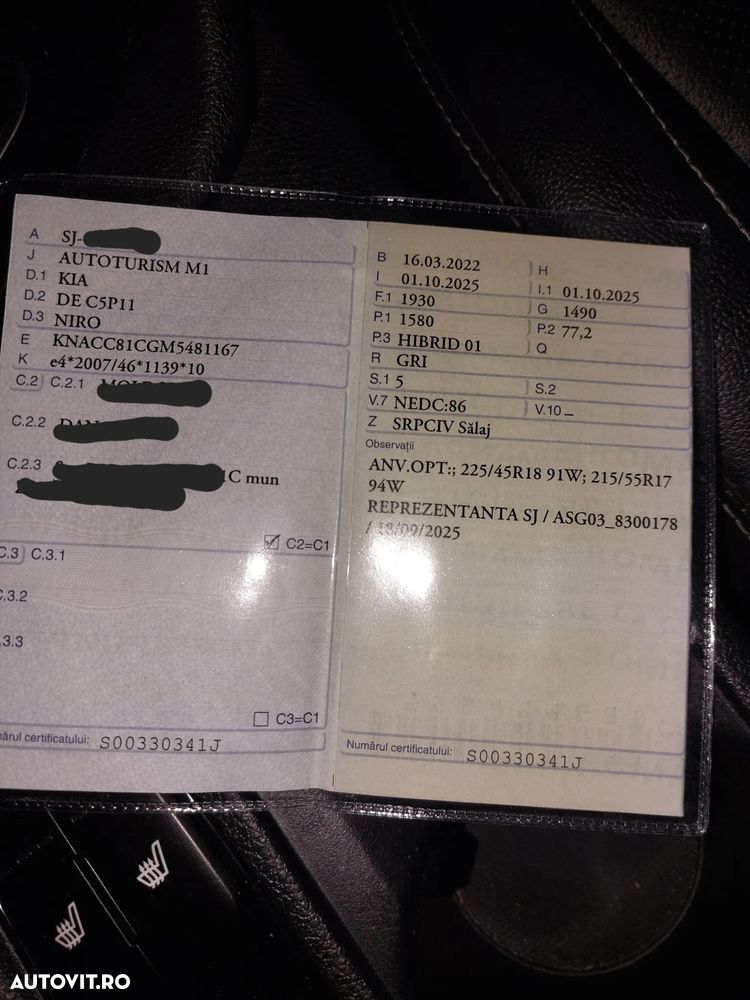 A SJ-
J AUTOTURISM M1
D.1 KIA
D.2 DE C5P11
D.3 NIRO
E KNACC81CGM5481167
K e4*2007/46*1139*10
C.2 C.2.1
C.2.2
C.2.3 mun
C2=C1
C.3 C.3.1
C.3.2
.3.3
C3=C1
Numărul certificatului: S00330341J
B 16.03.2022 H
I 01.10.2025 I.1 01.10.2025
F.1 1930 G 1490
P.1 1580 P.2 77,2
P.3 HIBRID 01 Q
R GRI
S.1 5 S.2
V.7 NEDC:86 V.10 –
Z SRPCIV Sălaj
Observații
ANV.OPT:; 225/45R18 91W; 215/55R17
94W
REPREZENTANTA SJ / ASG03_8300178
/ 18/09/2025
Numărul certificatului: S00330341J
AUTOVIT.RO